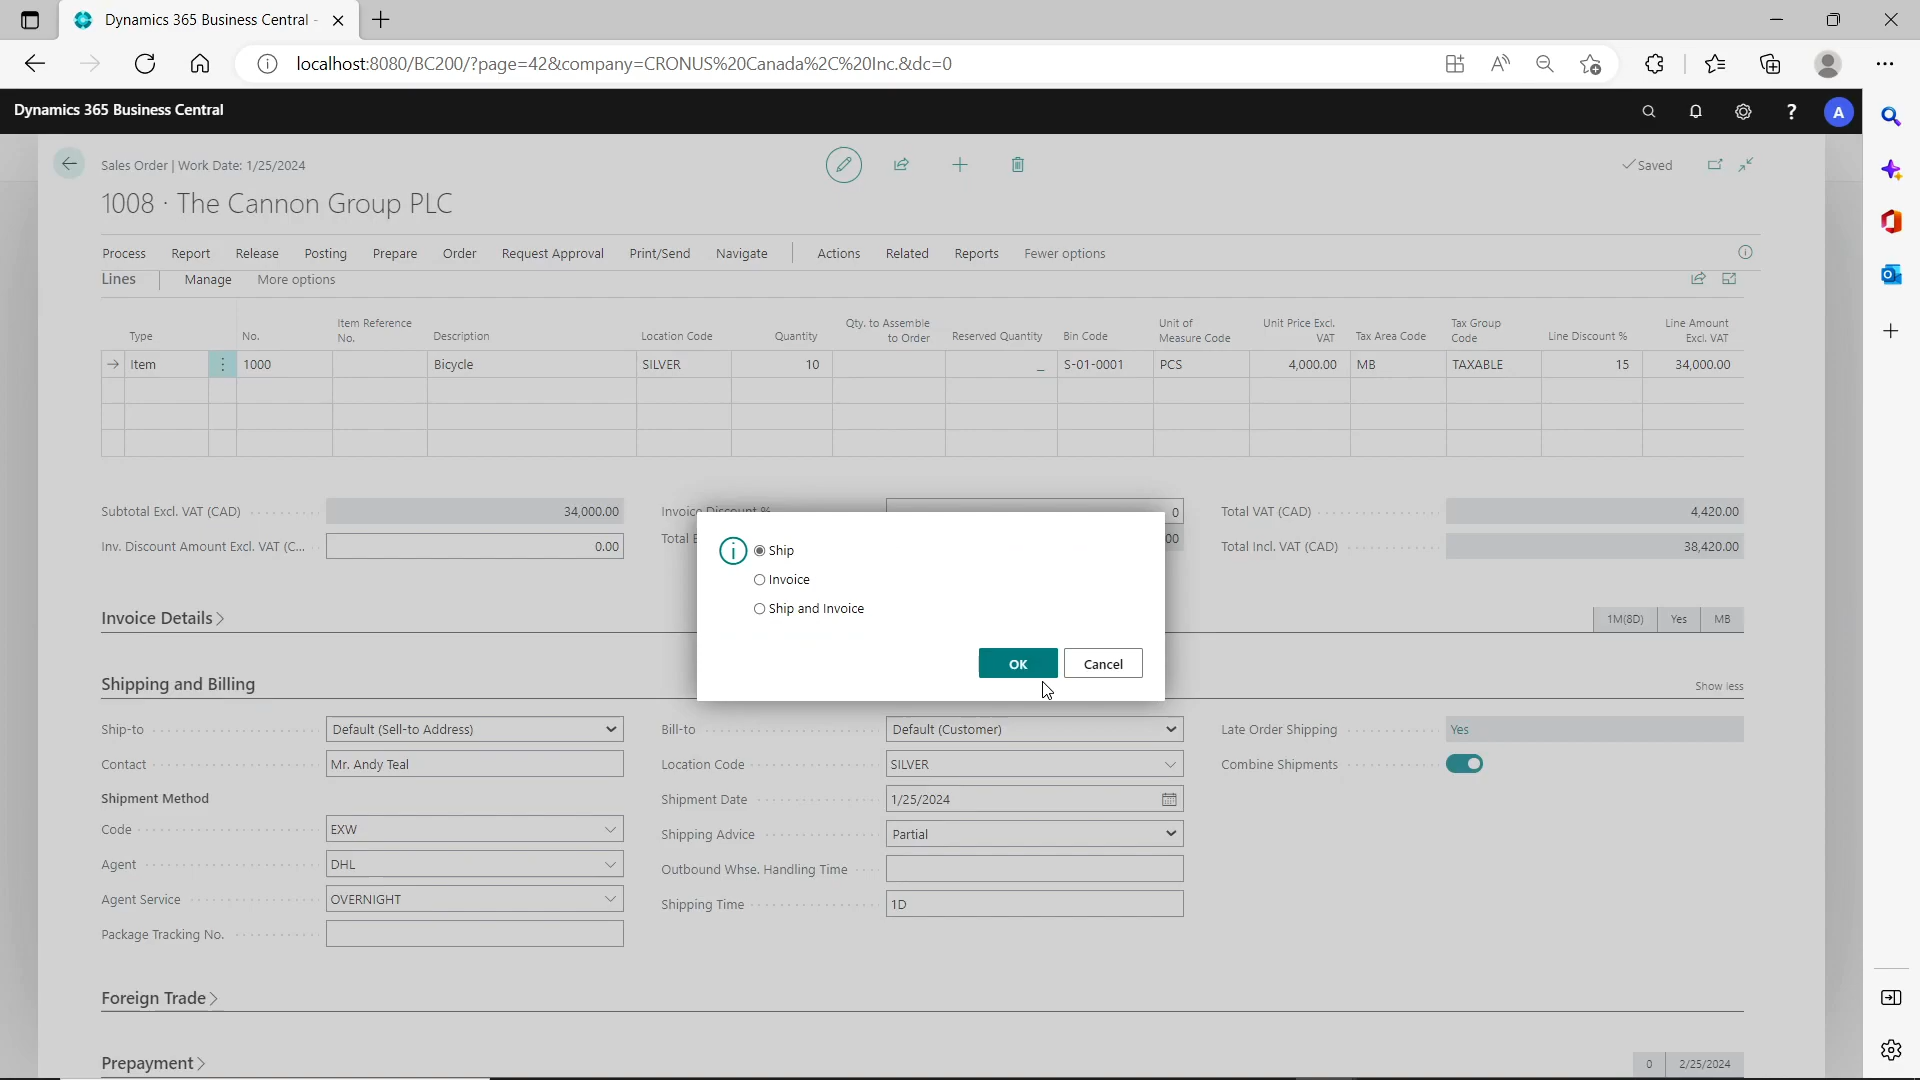 Dynamics 365 Business Central -
localhost:8080/BC200/?page=42&company=CRONUS%20Canada%2C%20Inc.&dc=0
Dynamics 365 Business Central
A
Sales Order | Work Date: 1/25/2024
Saved
1008 · The Cannon Group PLC
Process Report Release Posting Prepare Order Request Approval Print/Send Navigate Actions Related Reports Fewer options
Lines Manage More options
Type No. Item Reference No. Description Location Code Quantity Qty. to Assemble to Order Reserved Quantity Bin Code Unit of Measure Code Unit Price Excl. VAT Tax Area Code Tax Group Code Line Discount % Line Amount Excl. VAT
Item 1000 Bicycle SILVER 10 _ S-01-0001 PCS 4,000.00 MB TAXABLE 15 34,000.00
Subtotal Excl. VAT (CAD) 34,000.00 Invoice Discount % 0 Total VAT (CAD) 4,420.00
Inv. Discount Amount Excl. VAT (C... 0.00 Total 00 Total Incl. VAT (CAD) 38,420.00
Ship
Invoice
Ship and Invoice
OK Cancel
Invoice Details 1M(8D) Yes MB
Shipping and Billing Show less
Ship-to Default (Sell-to Address) Bill-to Default (Customer) Late Order Shipping Yes
Contact Mr. Andy Teal Location Code SILVER Combine Shipments
Shipment Method Shipment Date 1/25/2024
Code EXW Shipping Advice Partial
Agent DHL Outbound Whse. Handling Time
Agent Service OVERNIGHT Shipping Time 1D
Package Tracking No.
Foreign Trade
Prepayment 0 2/25/2024